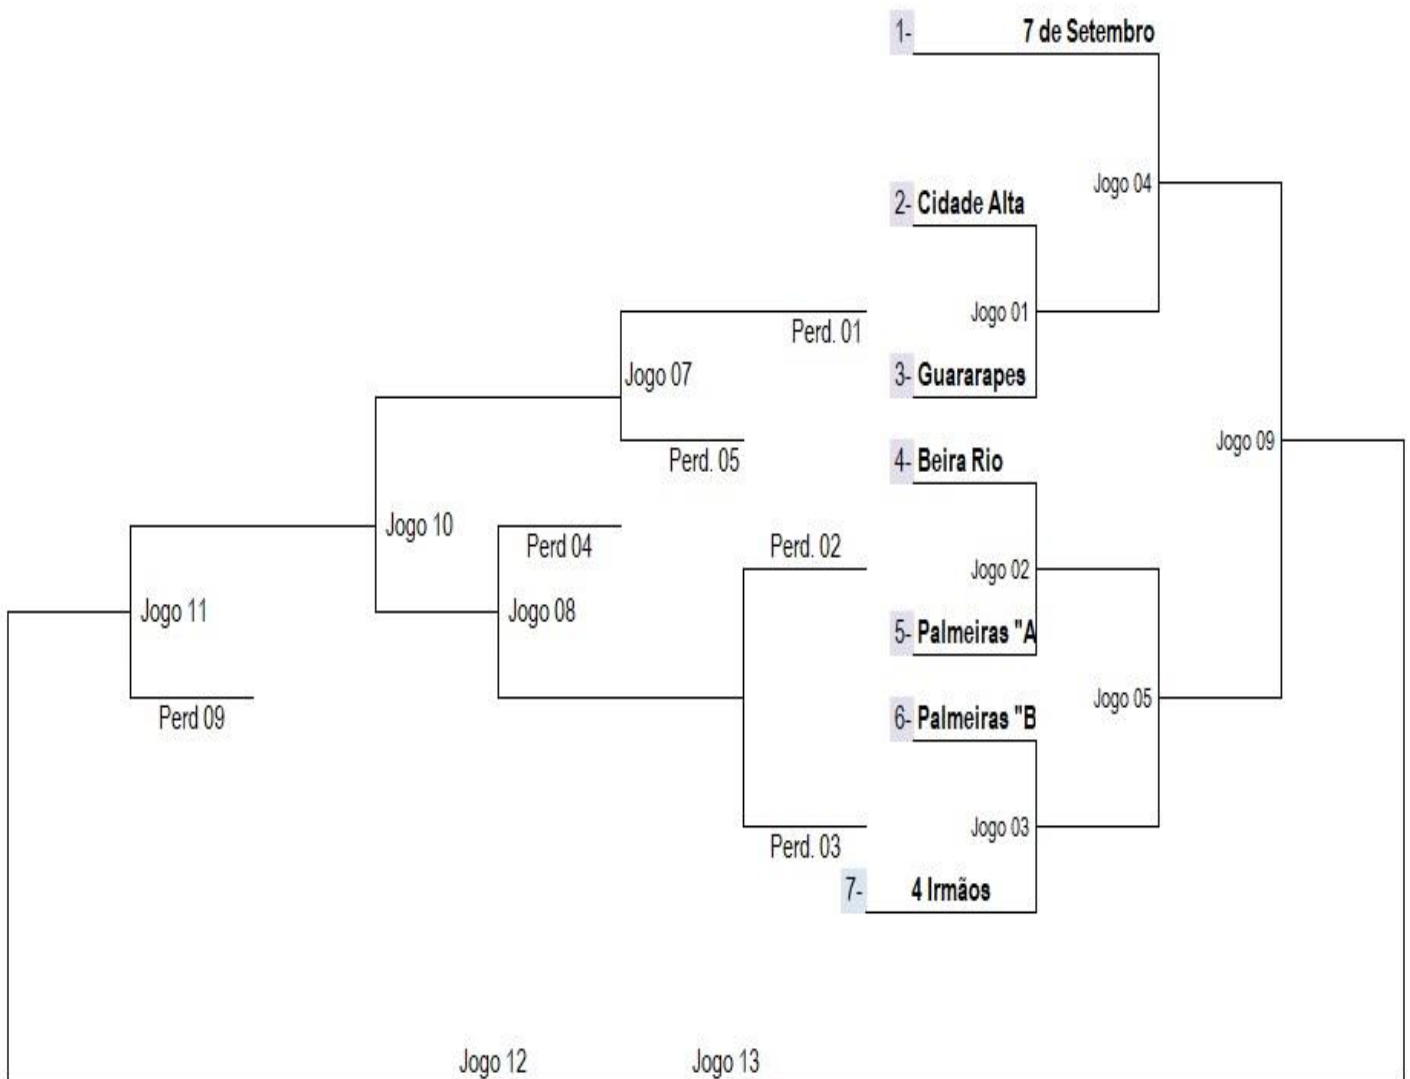 1- 7 de Setembro
Jogo 04
2- Cidade Alta
Jogo 01
Perd. 01
Jogo 07
3- Guararapes
Jogo 09
Perd. 05
4- Beira Rio
Jogo 10
Perd 04
Perd. 02
Jogo 02
Jogo 11
Jogo 08
5- Palmeiras "A
Jogo 05
Perd 09
6- Palmeiras "B
Jogo 03
Perd. 03
7- 4 Irmãos
Jogo 12 Jogo 13